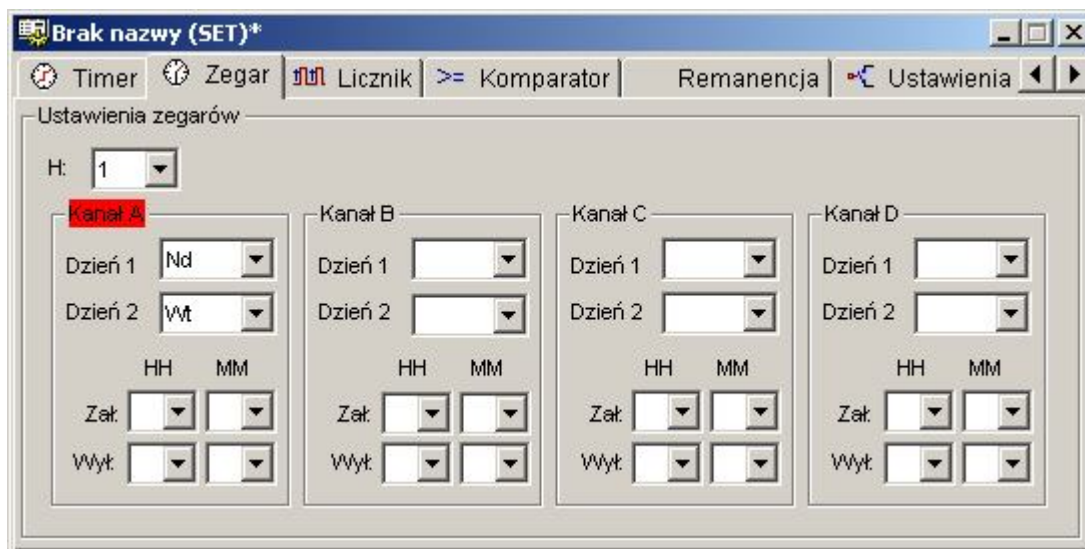 Brak nazwy (SET)*
Timer Zegar Licznik >= Komparator Remanencja Ustawienia
Ustawienia zegarów
H: 1
Kanał A Kanał B Kanał C Kanał D
Dzień 1 Nd Dzień 1 Dzień 1 Dzień 1
Dzień 2 Wt Dzień 2 Dzień 2 Dzień 2
HH MM HH MM HH MM HH MM
Zał: Zał: Zał: Zał:
Wył: Wył: Wył: Wył: